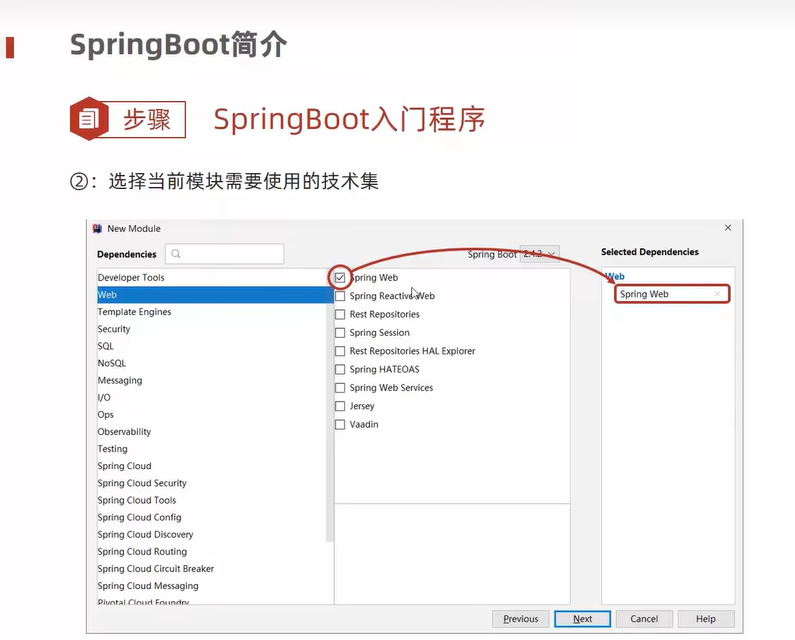 SpringBoot简介
步骤
SpringBoot入门程序
②：选择当前模块需要使用的技术集
New Module
Dependencies
Spring Boot 2.4.2
Selected Dependencies
Developer Tools
Web
Template Engines
Security
SQL
NoSQL
Messaging
I/O
Ops
Observability
Testing
Spring Cloud
Spring Cloud Security
Spring Cloud Tools
Spring Cloud Config
Spring Cloud Discovery
Spring Cloud Routing
Spring Cloud Circuit Breaker
Spring Cloud Messaging
Pivotal Cloud Foundry
Spring Web
Spring Reactive Web
Rest Repositories
Spring Session
Rest Repositories HAL Explorer
Spring HATEOAS
Spring Web Services
Jersey
Vaadin
Web
Spring Web
Previous
Next
Cancel
Help